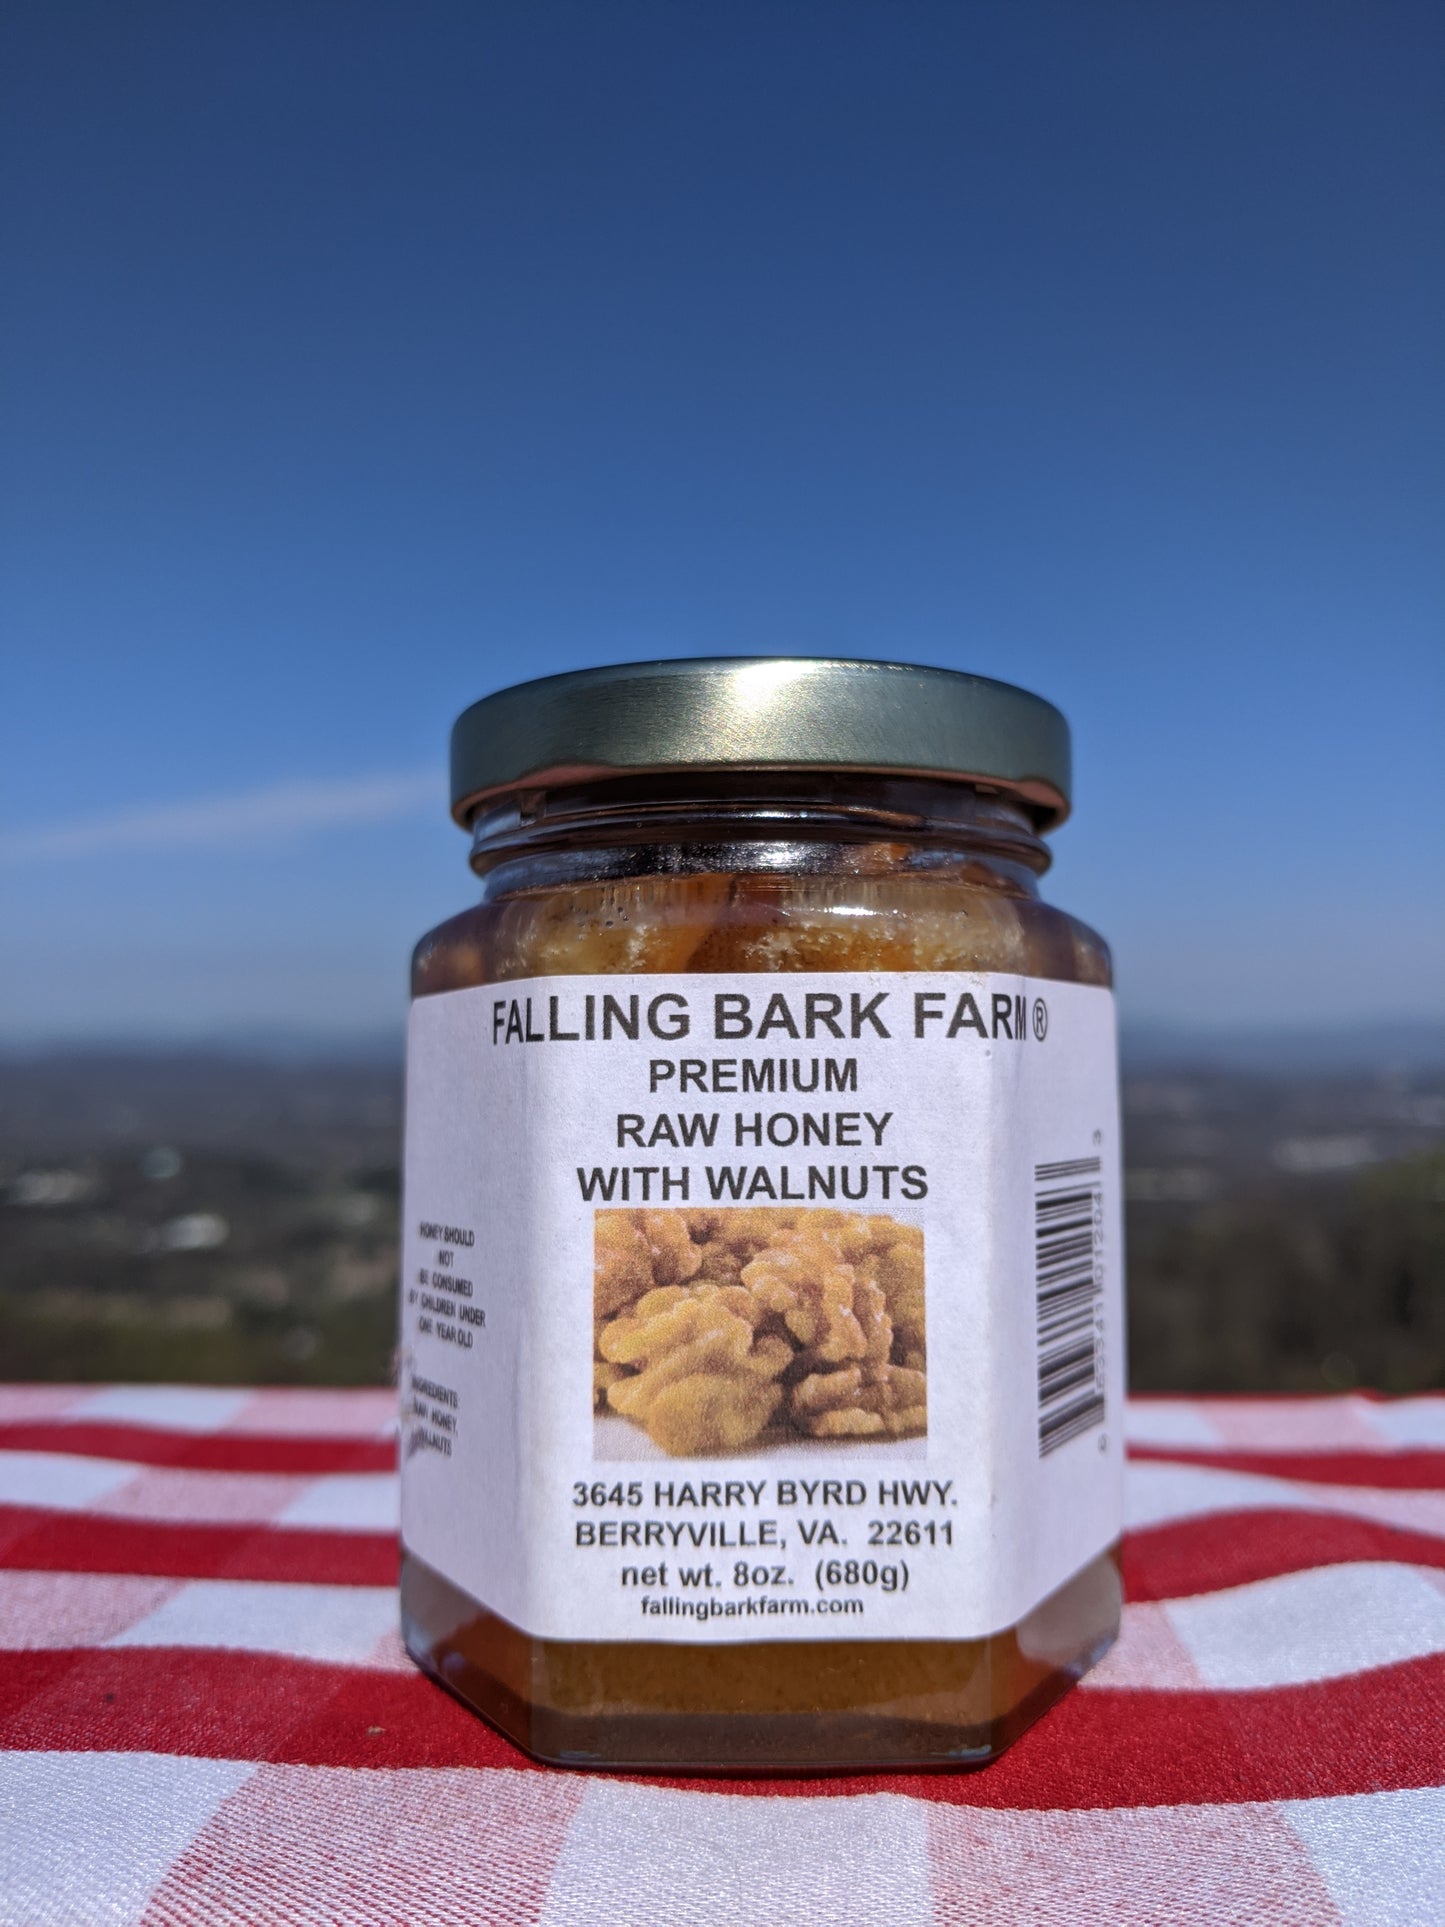 FALLING BARK FARM®
PREMIUM
RAW HONEY
WITH WALNUTS
3645 HARRY BYRD HWY.
BERRYVILLE, VA. 22611
net wt. 8oz. (680g)
fallingbarkfarm.com
HONEY SHOULD
NOT
BE CONSUMED
BY CHILDREN UNDER
ONE YEAR OLD
INGREDIENTS
RAW HONEY,
WALNUTS